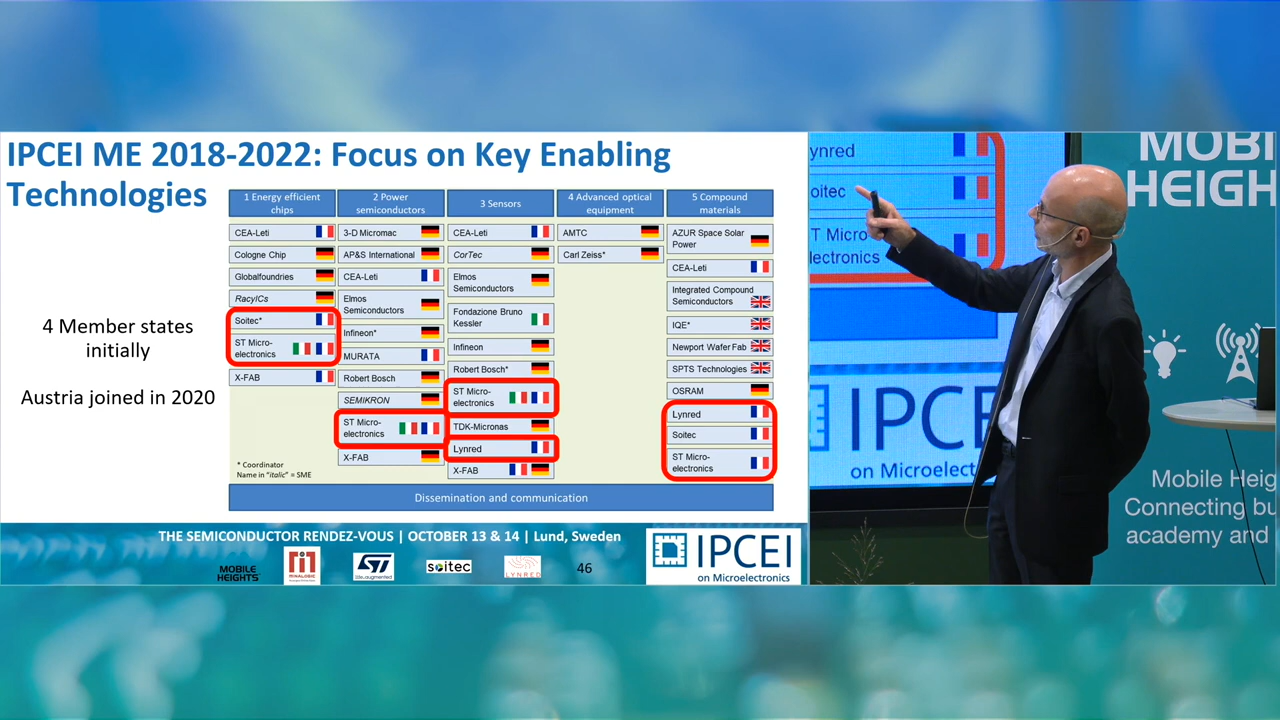 IPCEI ME 2018-2022: Focus on Key Enabling
Technologies
4 Member states
initially
Austria joined in 2020
1 Energy efficient
chips
CEA-Leti
Cologne Chip
Globalfoundries
RacyICs
Soitec*
ST Micro-
electronics
X-FAB
* Coordinator
Name in "italic" = SME
2 Power
semiconductors
3-D Micromac
AP&S International
CEA-Leti
Elmos
Semiconductors
Infineon*
MURATA
Robert Bosch
SEMIKRON
ST Micro-
electronics
X-FAB
3 Sensors
CEA-Leti
CorTec
Elmos
Semiconductors
Fondazione Bruno
Kessler
Infineon
Robert Bosch*
ST Micro-
electronics
TDK-Micronas
Lynred
X-FAB
4 Advanced optical
equipment
AMTC
Carl Zeiss*
5 Compound
materials
AZUR Space Solar
Power
CEA-Leti
Integrated Compound
Semiconductors
IQE*
Newport Wafer Fab
SPTS Technologies
OSRAM
Lynred
Soitec
ST Micro-
electronics
Dissemination and communication
THE SEMICONDUCTOR RENDEZ-VOUS | OCTOBER 13 & 14 | Lund, Sweden
MOBILE
HEIGHTS
MINALOGIC
ST
life.augmented
soitec
LYNRED
46
IPCEI
on Microelectronics
ynred
oitec
T Micro
lectronics
IPCE
on Microelect
MOBI
HEIGH
Mobile Heig
Connecting bu
academy and